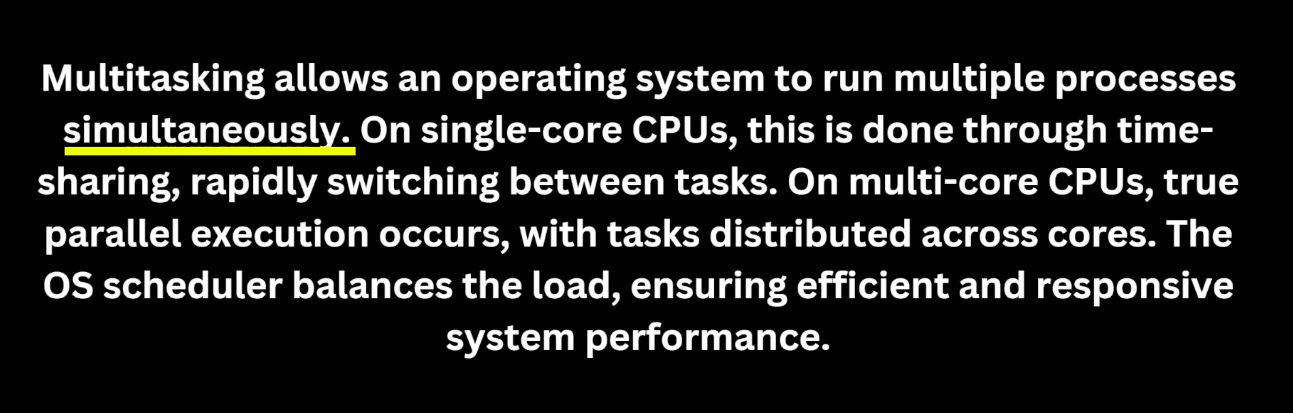 Multitasking allows an operating system to run multiple processes
simultaneously. On single-core CPUs, this is done through time-
sharing, rapidly switching between tasks. On multi-core CPUs, true
parallel execution occurs, with tasks distributed across cores. The
OS scheduler balances the load, ensuring efficient and responsive
system performance.